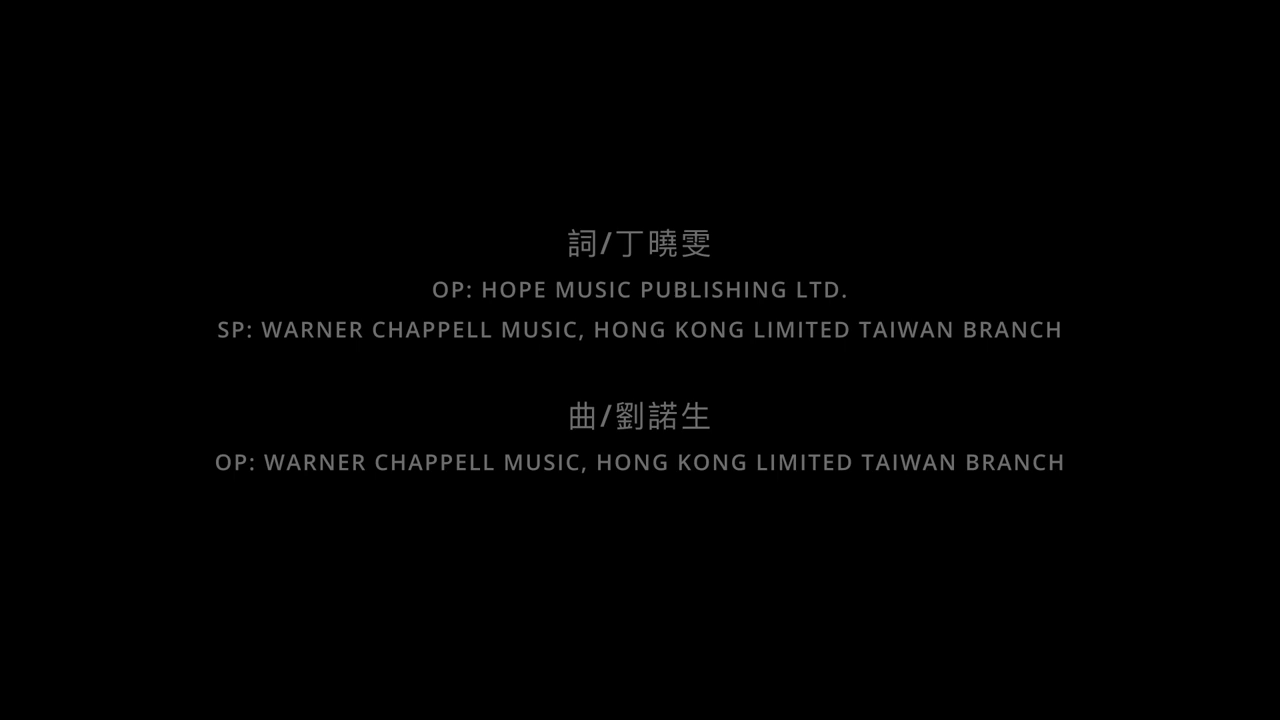 詞/丁曉雯
OP: HOPE MUSIC PUBLISHING LTD.
SP: WARNER CHAPPELL MUSIC, HONG KONG LIMITED TAIWAN BRANCH
曲/劉諾生
OP: WARNER CHAPPELL MUSIC, HONG KONG LIMITED TAIWAN BRANCH